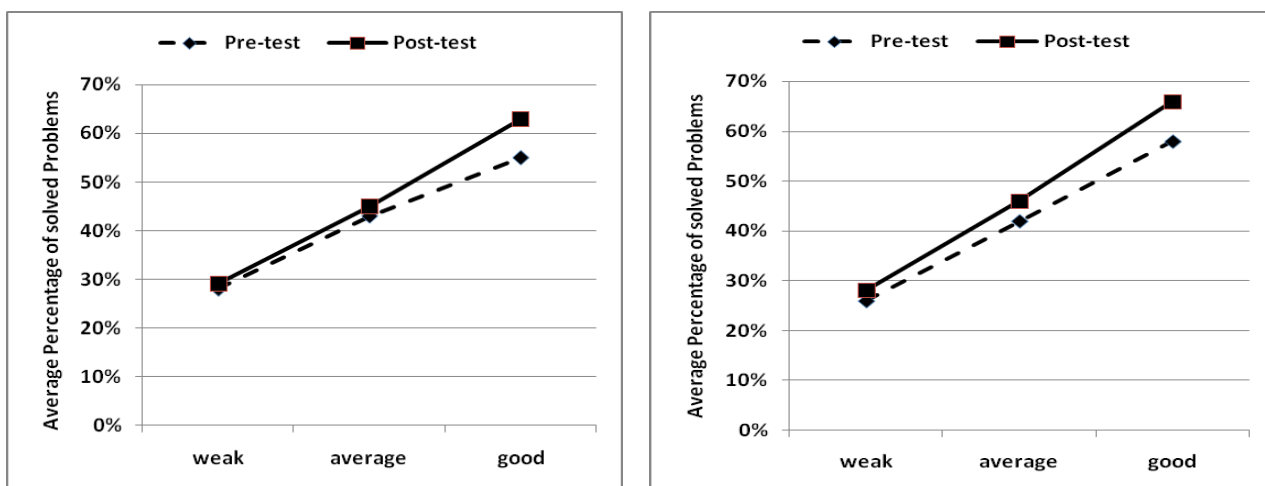 Pre-test Post-test
Average Percentage of solved Problems
70%
60%
50%
40%
30%
20%
10%
0%
weak average good
Pre-test Post-test
Average Percentage of solved Problems
70%
60%
50%
40%
30%
20%
10%
0%
weak average good